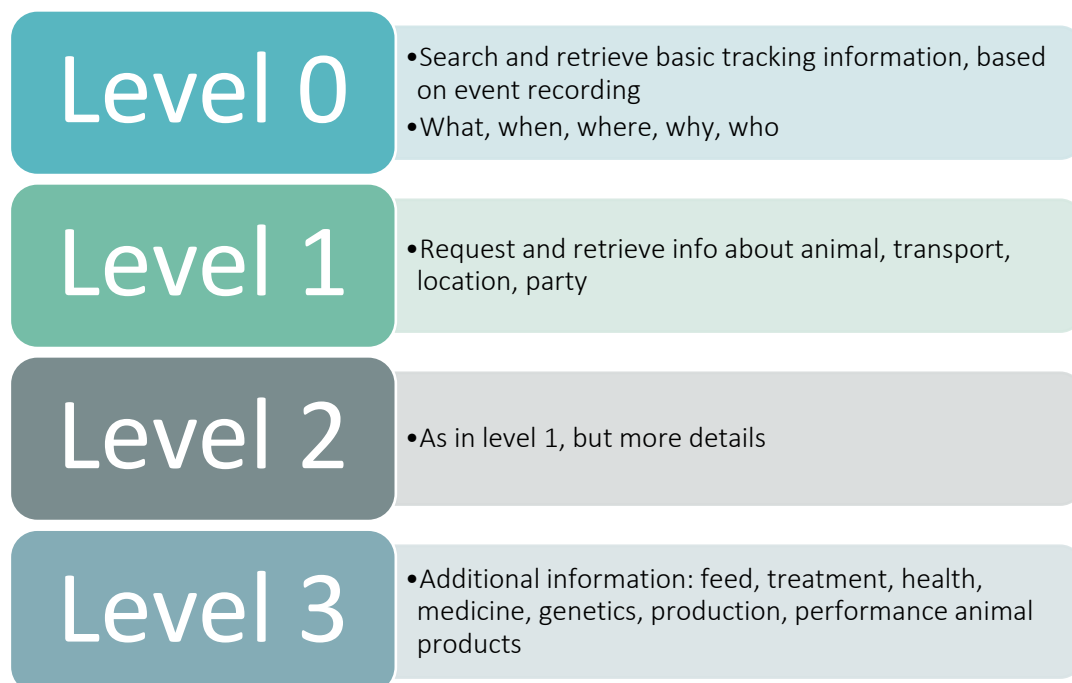 Level 0
•Search and retrieve basic tracking information, based
on event recording
•What, when, where, why, who
Level 1
•Request and retrieve info about animal, transport,
location, party
Level 2
•As in level 1, but more details
Level 3
•Additional information: feed, treatment, health,
medicine, genetics, production, performance animal
products